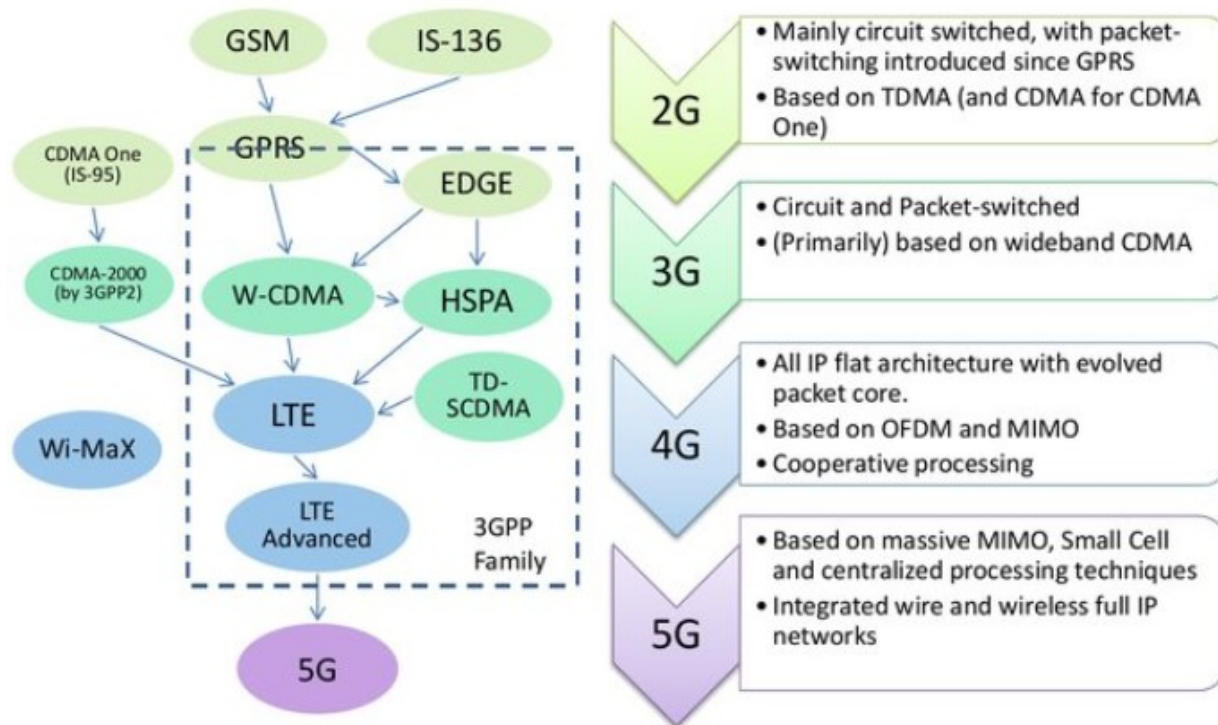 GSM
IS-136
GPRS
CDMA One
(IS-95)
EDGE
CDMA-2000
(by 3GPP2)
W-CDMA
HSPA
LTE
TD-
SCDMA
Wi-MaX
LTE
Advanced
3GPP
Family
5G
2G
• Mainly circuit switched, with packet-
switching introduced since GPRS
• Based on TDMA (and CDMA for CDMA
One)
3G
• Circuit and Packet-switched
• (Primarily) based on wideband CDMA
4G
• All IP flat architecture with evolved
packet core.
• Based on OFDM and MIMO
• Cooperative processing
5G
• Based on massive MIMO, Small Cell
and centralized processing techniques
• Integrated wire and wireless full IP
networks